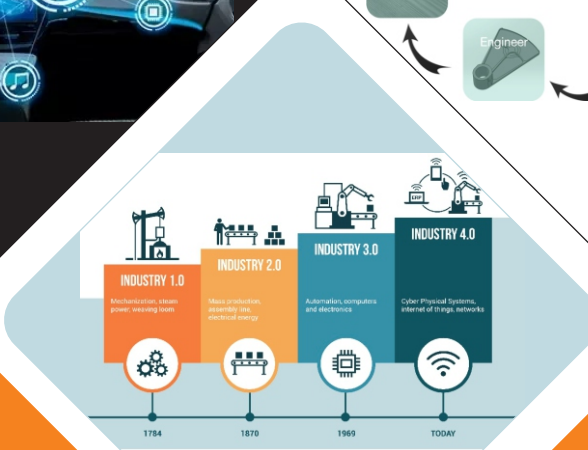 Engineer
ERP
INDUSTRY 1.0
Mechanization, steam
power, weaving loom
INDUSTRY 2.0
Mass production,
assembly line,
electrical energy
INDUSTRY 3.0
Automation, computers
and electronics
INDUSTRY 4.0
Cyber Physical Systems,
internet of things, networks
1784
1870
1969
TODAY